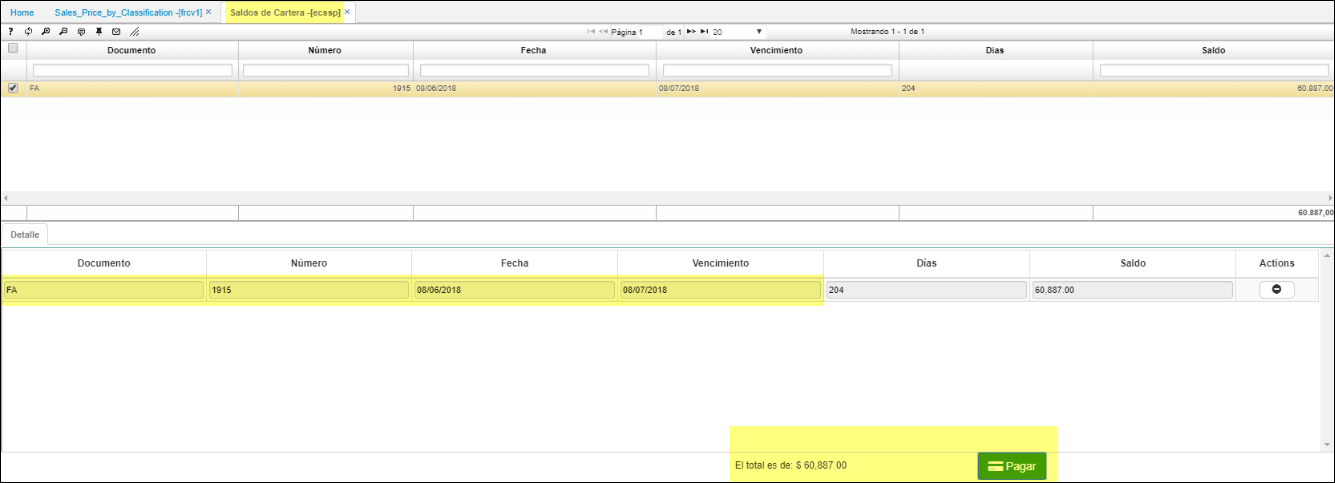 Home Sales_Price_by_Classification -[frcv1] × Saldos de Cartera -[ecssp] ×
? Página 1 de 1 20 Mostrando 1 - 1 de 1
Documento Número Fecha Vencimiento Dias Saldo
FA 1915 08/06/2018 08/07/2018 204 60.887,00
60.887,00
Detalle
Documento Número Fecha Vencimiento Días Saldo Actions
FA 1915 08/06/2018 08/07/2018 204 60,887.00
El total es de: $ 60,887.00 Pagar